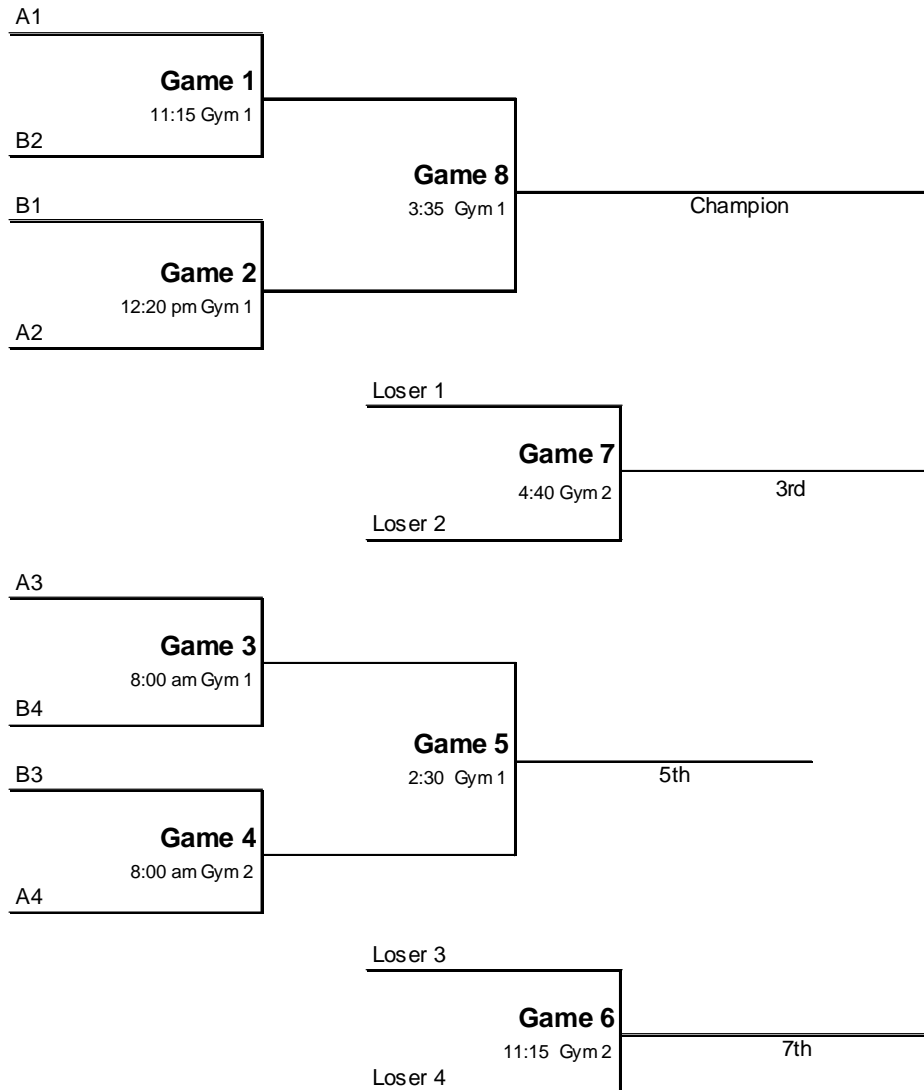 A1
Game 1
11:15 Gym 1
B2
B1
Game 8
3:35 Gym 1
Champion
Game 2
12:20 pm Gym 1
A2
Loser 1
Game 7
4:40 Gym 2
3rd
Loser 2
A3
Game 3
8:00 am Gym 1
B4
B3
Game 5
2:30 Gym 1
5th
Game 4
8:00 am Gym 2
A4
Loser 3
Game 6
11:15 Gym 2
7th
Loser 4